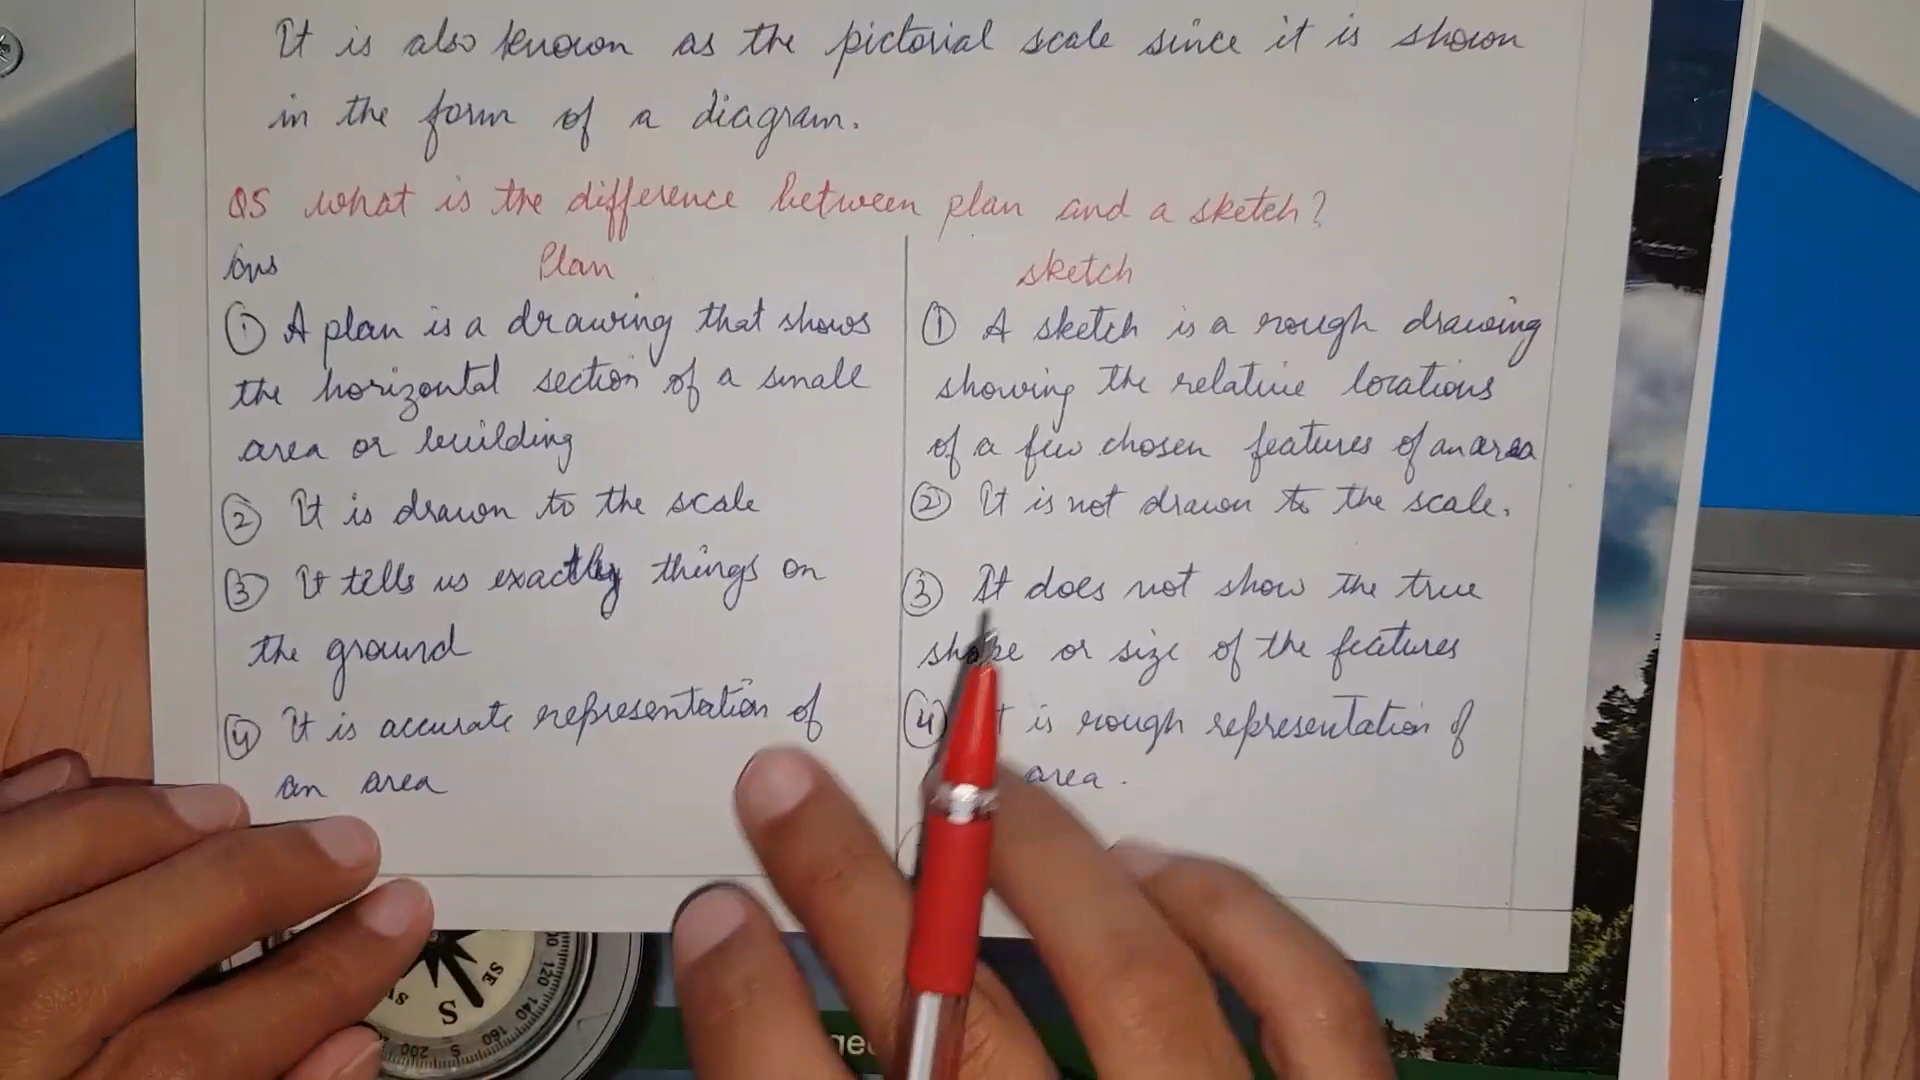 It is also known as the pictorial scale since it is shown
in the form of a diagram.
Q5 what is the difference between plan and a sketch?
Ans Plan
① A plan is a drawing that shows
the horizontal section of a small
area or building
② It is drawn to the scale
③ It tells us exactly things on
the ground
④ It is accurate representation of
an area
sketch
① A sketch is a rough drawing
showing the relative locations
of a few chosen features of an area
② It is not drawn to the scale.
③ It does not show the true
shape or size of the features
④ is rough representation of
area.
SE
S
SW
120
140
S
200